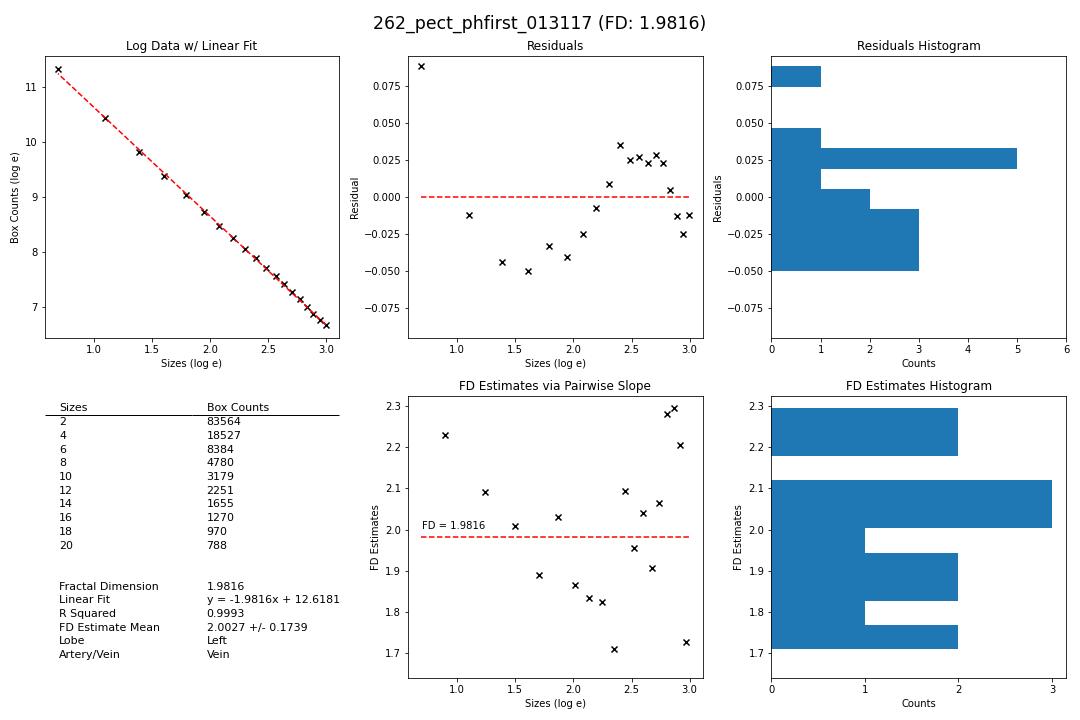 262_pect_phfirst_013117 (FD: 1.9816)
Log Data w/ Linear Fit
Box Counts (log e)
11
10
9
8
7
1.0 1.5 2.0 2.5 3.0
Sizes (log e)
Residuals
Residual
0.075
0.050
0.025
0.000
−0.025
−0.050
−0.075
1.0 1.5 2.0 2.5 3.0
Sizes (log e)
Residuals Histogram
Residuals
0.075
0.050
0.025
0.000
−0.025
−0.050
−0.075
0 1 2 3 4 5 6
Counts
Sizes Box Counts
2 83564
4 18527
6 8384
8 4780
10 3179
12 2251
14 1655
16 1270
18 970
20 788
Fractal Dimension 1.9816
Linear Fit y = -1.9816x + 12.6181
R Squared 0.9993
FD Estimate Mean 2.0027 +/- 0.1739
Lobe Left
Artery/Vein Vein
FD Estimates via Pairwise Slope
FD Estimates
2.3
2.2
2.1
2.0
1.9
1.8
1.7
FD = 1.9816
1.0 1.5 2.0 2.5 3.0
Sizes (log e)
FD Estimates Histogram
FD Estimates
2.3
2.2
2.1
2.0
1.9
1.8
1.7
0 1 2 3
Counts